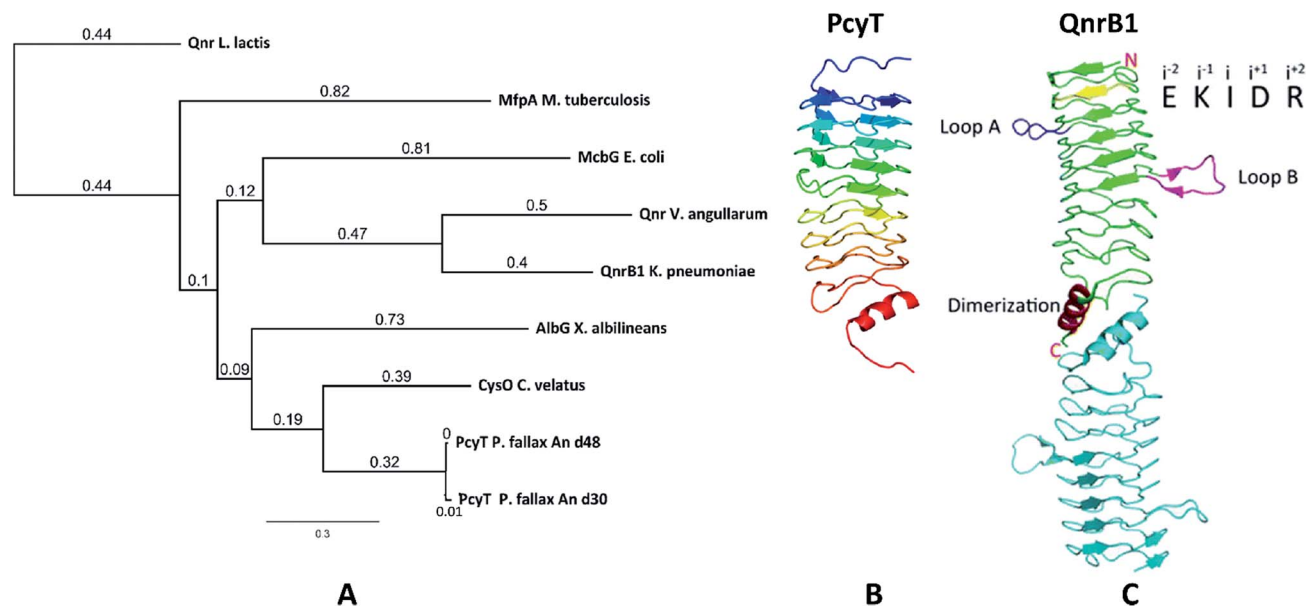 0.44
Qnr L. lactis
0.82
MfpA M. tuberculosis
0.81
McbG E. coli
0.44
0.12
0.5
Qnr V. angullarum
0.47
0.4
QnrB1 K. pneumoniae
0.1
0.73
AlbG X. albilineans
0.09
0.39
CysO C. velatus
0.19
0
PcyT P. fallax An d48
0.32
PcyT P. fallax An d30
0.01
0.3
A
PcyT
B
QnrB1
N
i-2 i-1 i i+1 i+2
E K I D R
Loop A
Loop B
Dimerization
C
C